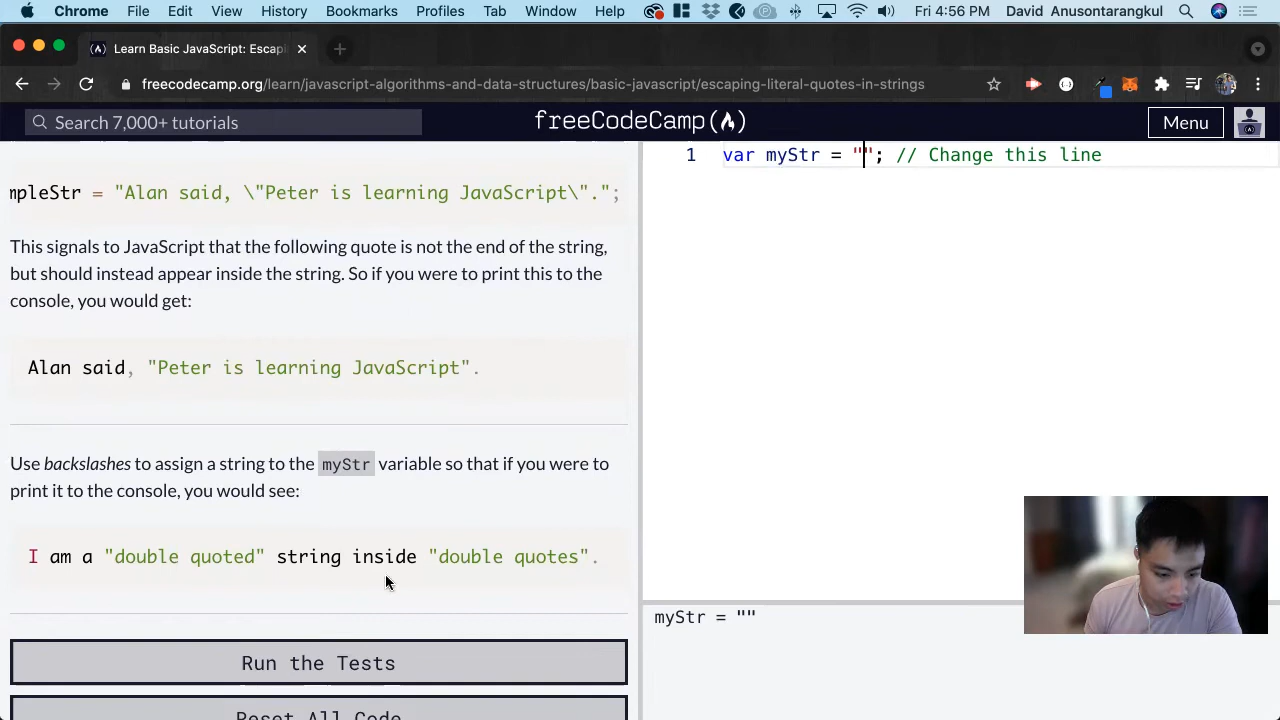 Chrome File Edit View History Bookmarks Profiles Tab Window Help Fri 4:56 PM David Anusontarangkul
Learn Basic JavaScript: Escapi
freecodecamp.org/learn/javascript-algorithms-and-data-structures/basic-javascript/escaping-literal-quotes-in-strings
Search 7,000+ tutorials
freeCodeCamp
Menu
mpleStr = "Alan said, \"Peter is learning JavaScript\".";
This signals to JavaScript that the following quote is not the end of the string,
but should instead appear inside the string. So if you were to print this to the
console, you would get:
Alan said, "Peter is learning JavaScript".
Use backslashes to assign a string to the myStr variable so that if you were to
print it to the console, you would see:
I am a "double quoted" string inside "double quotes".
Run the Tests
Reset All Code
1 var myStr = ""; // Change this line
myStr = ""